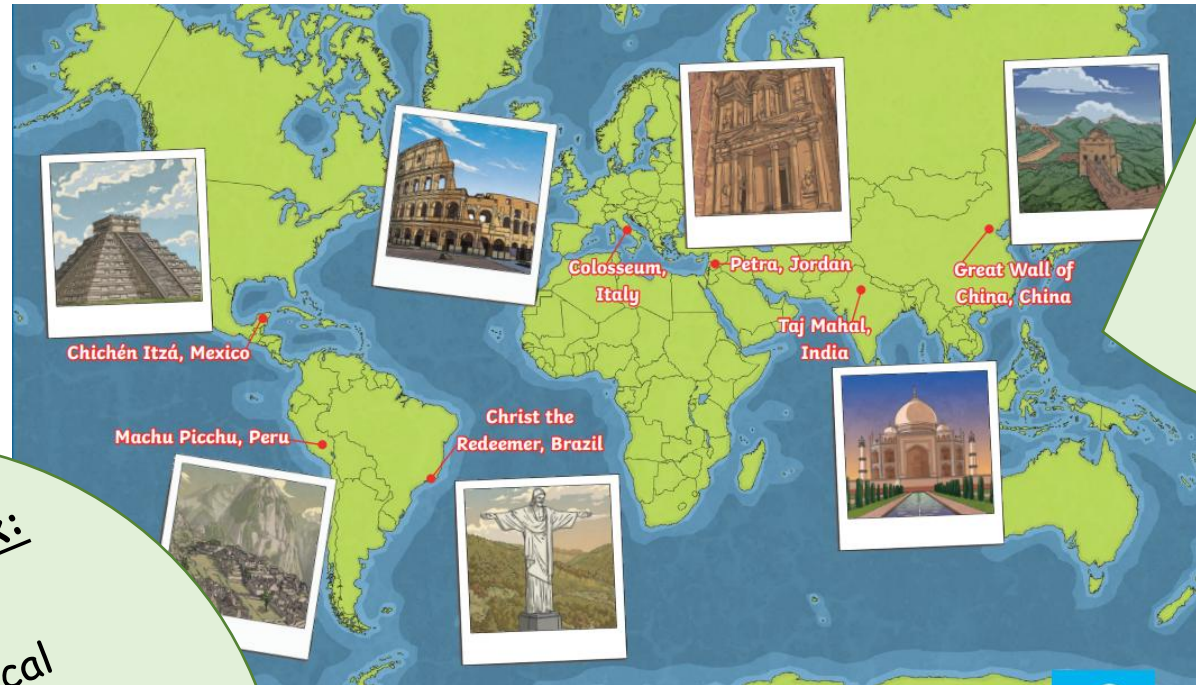 Colosseum,
Italy
Petra, Jordan
Great Wall of
China, China
Taj Mahal,
India
Chichén Itzá, Mexico
Christ the
Redeemer, Brazil
Machu Picchu, Peru